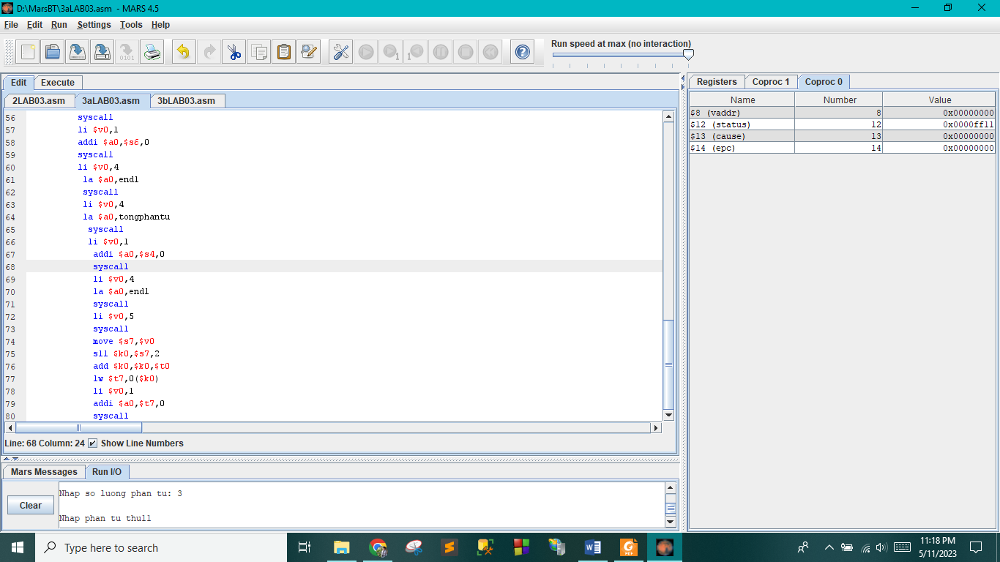 D:\MarsBT\3aLAB03.asm - MARS 4.5
File Edit Run Settings Tools Help
Run speed at max (no interaction)
Edit Execute
2LAB03.asm 3aLAB03.asm 3bLAB03.asm
56 syscall
57 li $v0,1
58 addi $a0,$s6,0
59 syscall
60 li $v0,4
61 la $a0,endl
62 syscall
63 li $v0,4
64 la $a0,tongphantu
65 syscall
66 li $v0,1
67 addi $a0,$s4,0
68 syscall
69 li $v0,4
70 la $a0,endl
71 syscall
72 li $v0,5
73 syscall
74 move $s7,$v0
75 sll $k0,$s7,2
76 add $k0,$k0,$t0
77 lw $t7,0($k0)
78 li $v0,1
79 addi $a0,$t7,0
80 syscall
Line: 68 Column: 24 Show Line Numbers
Mars Messages Run I/O
Clear
Nhap so luong phan tu: 3
Nhap phan tu thu11
Registers Coproc 1 Coproc 0
Name Number Value
$8 (vaddr) 8 0x00000000
$12 (status) 12 0x0000ff11
$13 (cause) 13 0x00000000
$14 (epc) 14 0x00000000
Type here to search
11:18 PM
5/11/2023